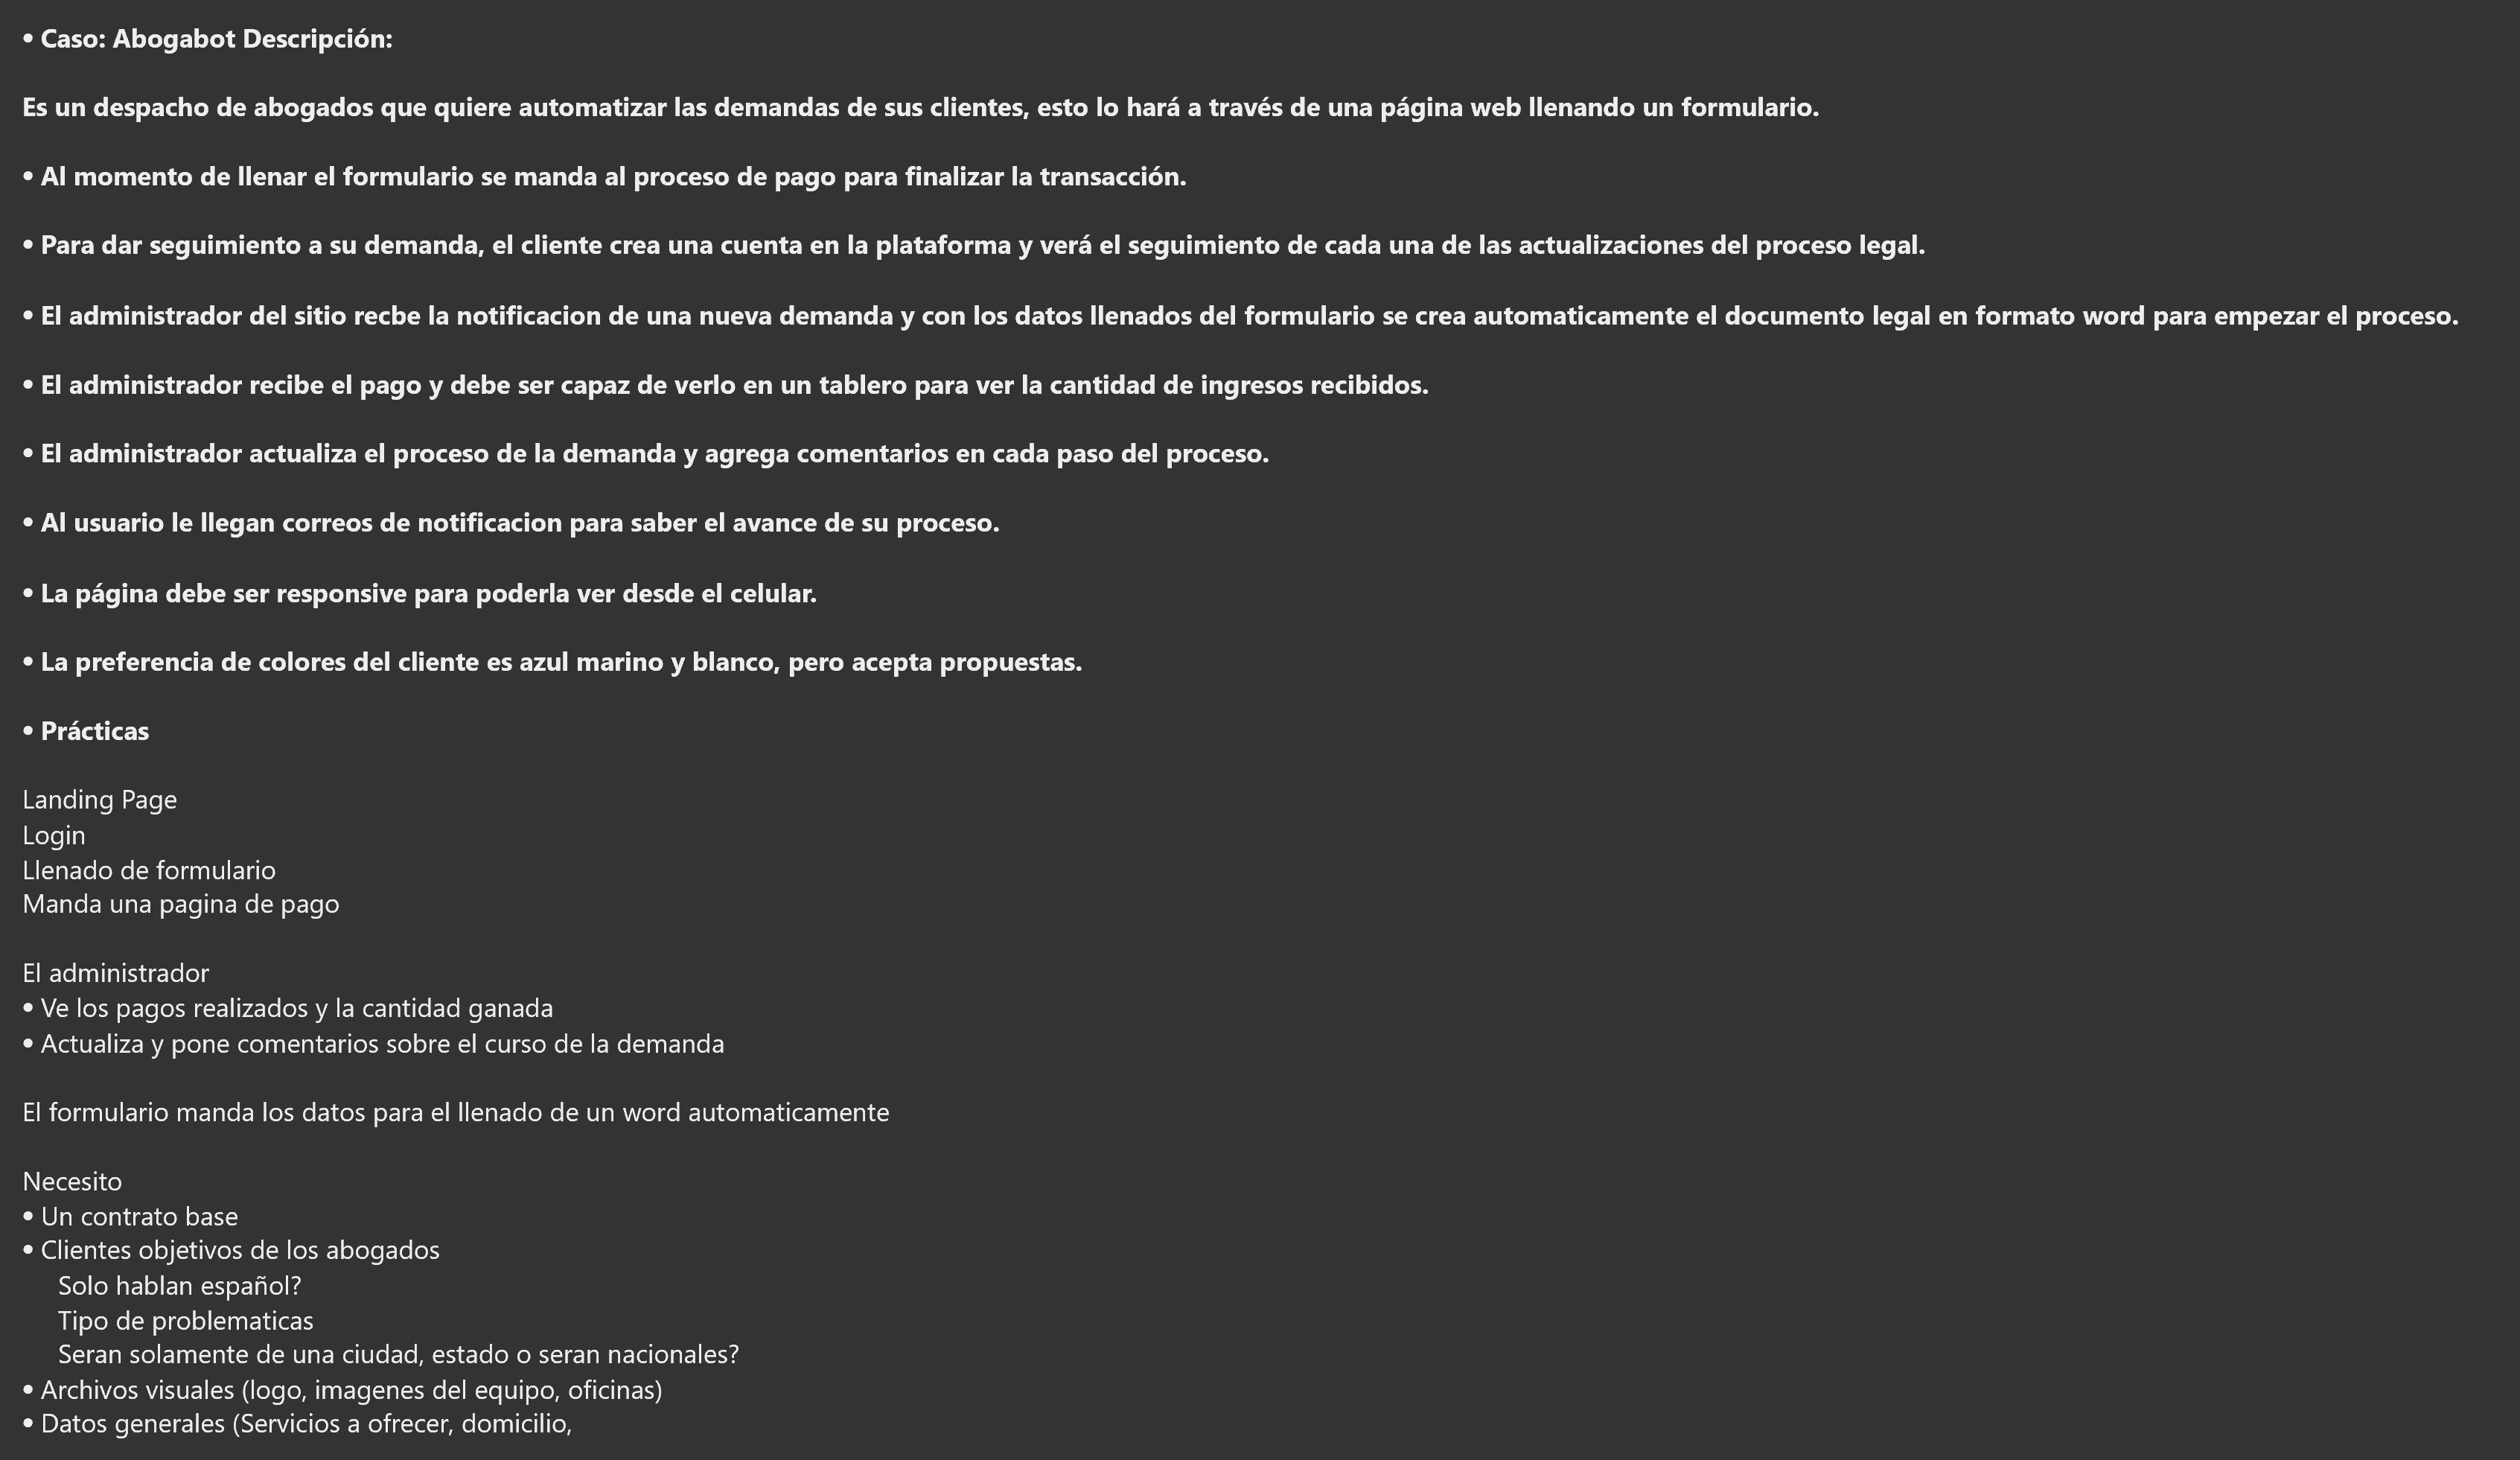 • Caso: Abogabot Descripción:
Es un despacho de abogados que quiere automatizar las demandas de sus clientes, esto lo hará a través de una página web llenando un formulario.
• Al momento de llenar el formulario se manda al proceso de pago para finalizar la transacción.
• Para dar seguimiento a su demanda, el cliente crea una cuenta en la plataforma y verá el seguimiento de cada una de las actualizaciones del proceso legal.
• El administrador del sitio recbe la notificacion de una nueva demanda y con los datos llenados del formulario se crea automaticamente el documento legal en formato word para empezar el proceso.
• El administrador recibe el pago y debe ser capaz de verlo en un tablero para ver la cantidad de ingresos recibidos.
• El administrador actualiza el proceso de la demanda y agrega comentarios en cada paso del proceso.
• Al usuario le llegan correos de notificacion para saber el avance de su proceso.
• La página debe ser responsive para poderla ver desde el celular.
• La preferencia de colores del cliente es azul marino y blanco, pero acepta propuestas.
• Prácticas
Landing Page
Login
Llenado de formulario
Manda una pagina de pago
El administrador
• Ve los pagos realizados y la cantidad ganada
• Actualiza y pone comentarios sobre el curso de la demanda
El formulario manda los datos para el llenado de un word automaticamente
Necesito
• Un contrato base
• Clientes objetivos de los abogados
Solo hablan español?
Tipo de problematicas
Seran solamente de una ciudad, estado o seran nacionales?
• Archivos visuales (logo, imagenes del equipo, oficinas)
• Datos generales (Servicios a ofrecer, domicilio,